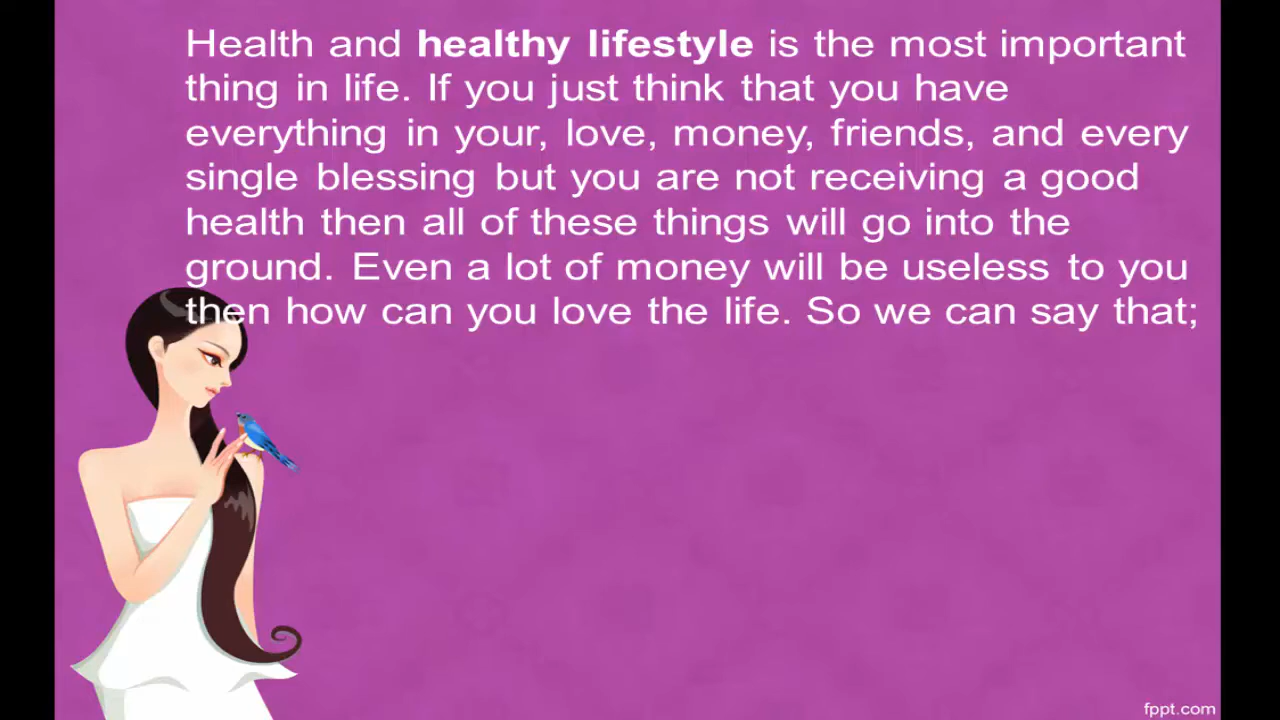 Health and healthy lifestyle is the most important
thing in life. If you just think that you have
everything in your, love, money, friends, and every
single blessing but you are not receiving a good
health then all of these things will go into the
ground. Even a lot of money will be useless to you
then how can you love the life. So we can say that;
fppt.com